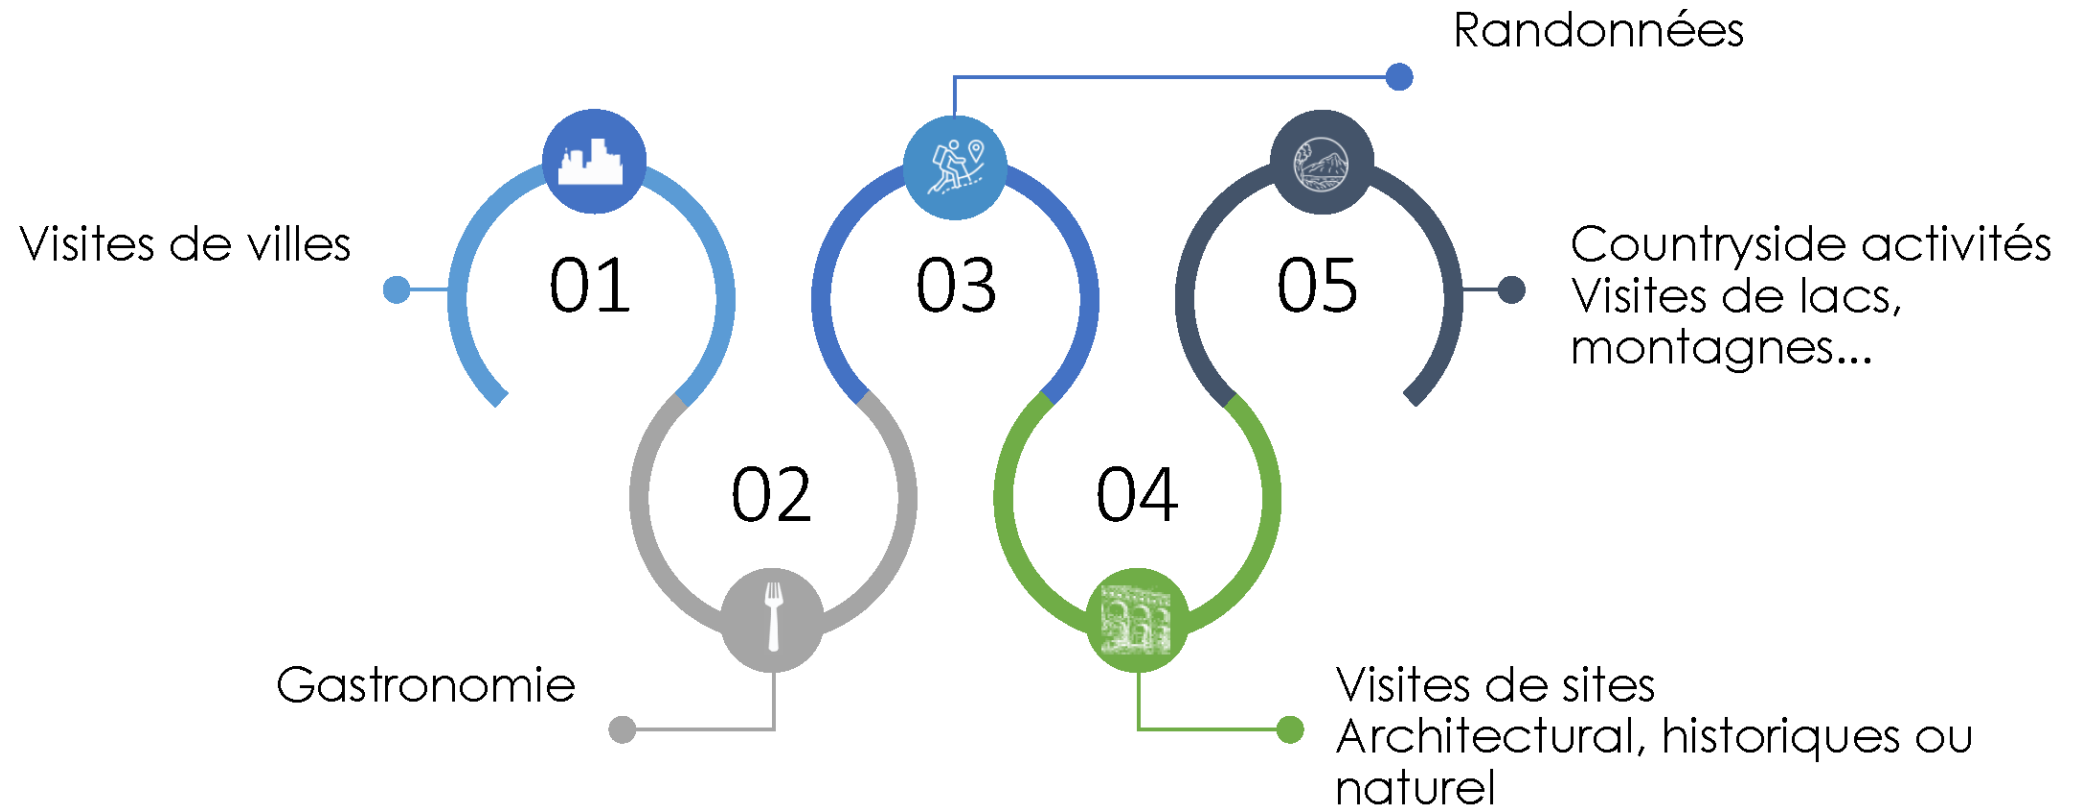 Randonnées
Visites de villes
01
03
05
Countryside activités
Visites de lacs,
montagnes...
02
04
Gastronomie
Visites de sites
Architectural, historiques ou
naturel